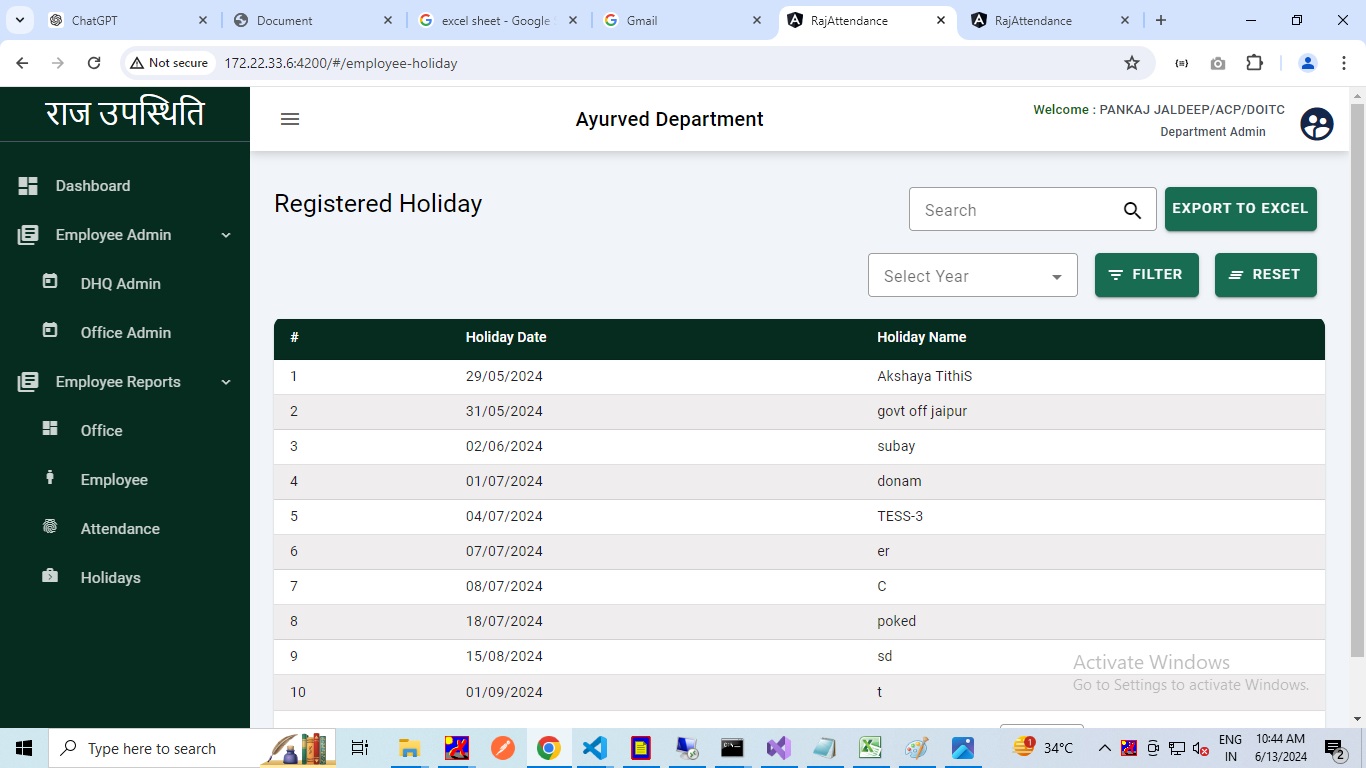 ChatGPT
Document
excel sheet - Google
Gmail
RajAttendance
RajAttendance
Not secure
172.22.33.6:4200/#/employee-holiday
राज उपस्थिति
Ayurved Department
Welcome : PANKAJ JALDEEP/ACP/DOITC
Department Admin
Dashboard
Employee Admin
DHQ Admin
Office Admin
Employee Reports
Office
Employee
Attendance
Holidays
Registered Holiday
Search
EXPORT TO EXCEL
Select Year
FILTER
RESET
# Holiday Date Holiday Name
1 29/05/2024 Akshaya TithiS
2 31/05/2024 govt off jaipur
3 02/06/2024 subay
4 01/07/2024 donam
5 04/07/2024 TESS-3
6 07/07/2024 er
7 08/07/2024 C
8 18/07/2024 poked
9 15/08/2024 sd
10 01/09/2024 t
Activate Windows
Go to Settings to activate Windows.
Type here to search
1
34°C
ENG
IN
10:44 AM
6/13/2024
2